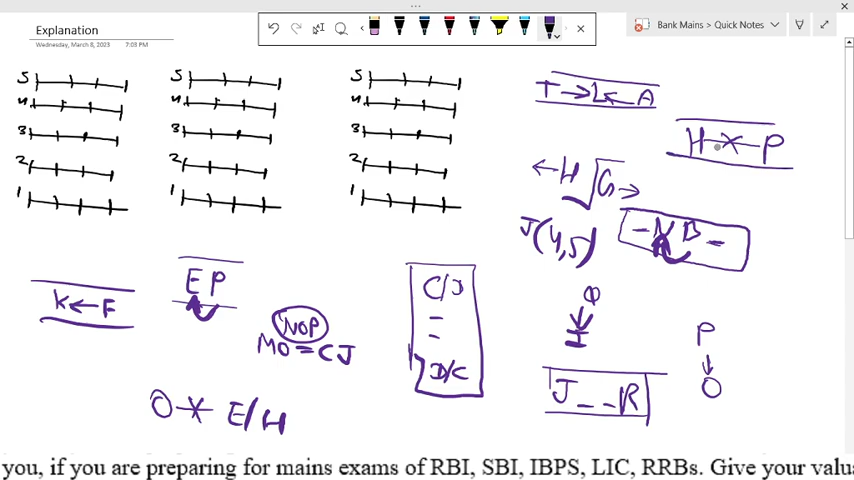 Explanation
Wednesday, March 8, 2023 7:03 PM
Bank Mains > Quick Notes
5 5 5
4 4 4
3 3 3
2 2 2
1 1 1
T→L←A
H-×-P
←H G→
J(4,5)
-N B-
K←F
E P
NOP
MO=CJ
C/J
=
=
D/C
Q
↓
I
P
↓
O
J _ _ R
O * E/H
you, if you are preparing for mains exams of RBI, SBI, IBPS, LIC, RRBs. Give your